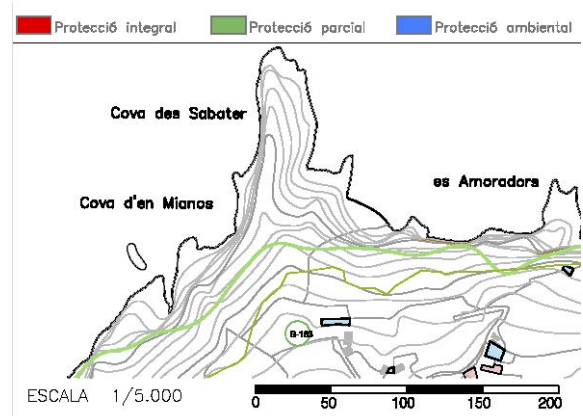 Protecció integral Protecció parcial Protecció ambiental
Cova des Sabater
es Amoradors
Cova d'en Mianos
B-163
ESCALA 1/5.000
0 50 100 150 200